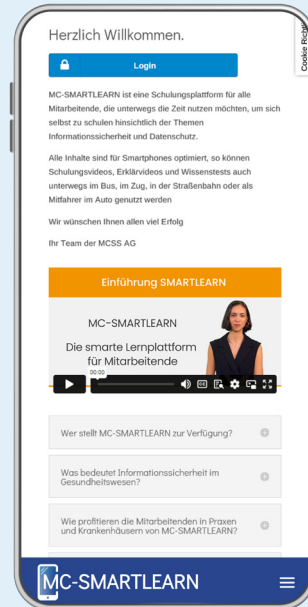 Herzlich Willkommen.
Login
MC-SMARTLEARN ist eine Schulungsplattform für alle
Mitarbeitende, die unterwegs die Zeit nutzen möchten, um sich
selbst zu schulen hinsichtlich der Themen
Informationssicherheit und Datenschutz.
Alle Inhalte sind für Smartphones optimiert, so können
Schulungsvideos, Erklärvideos und Wissenstests auch
unterwegs im Bus, im Zug, in der Straßenbahn oder als
Mitfahrer im Auto genutzt werden
Wir wünschen Ihnen allen viel Erfolg
Ihr Team der MCSS AG
Einführung SMARTLEARN
MC-SMARTLEARN
Die smarte Lernplattform
für Mitarbeitende
00:00
Wer stellt MC-SMARTLEARN zur Verfügung?
Was bedeutet Informationssicherheit im
Gesundheitswesen?
Wie profitieren die Mitarbeitenden in Praxen
und Krankenhäusern von MC-SMARTLEARN?
MC-SMARTLEARN
Cookie